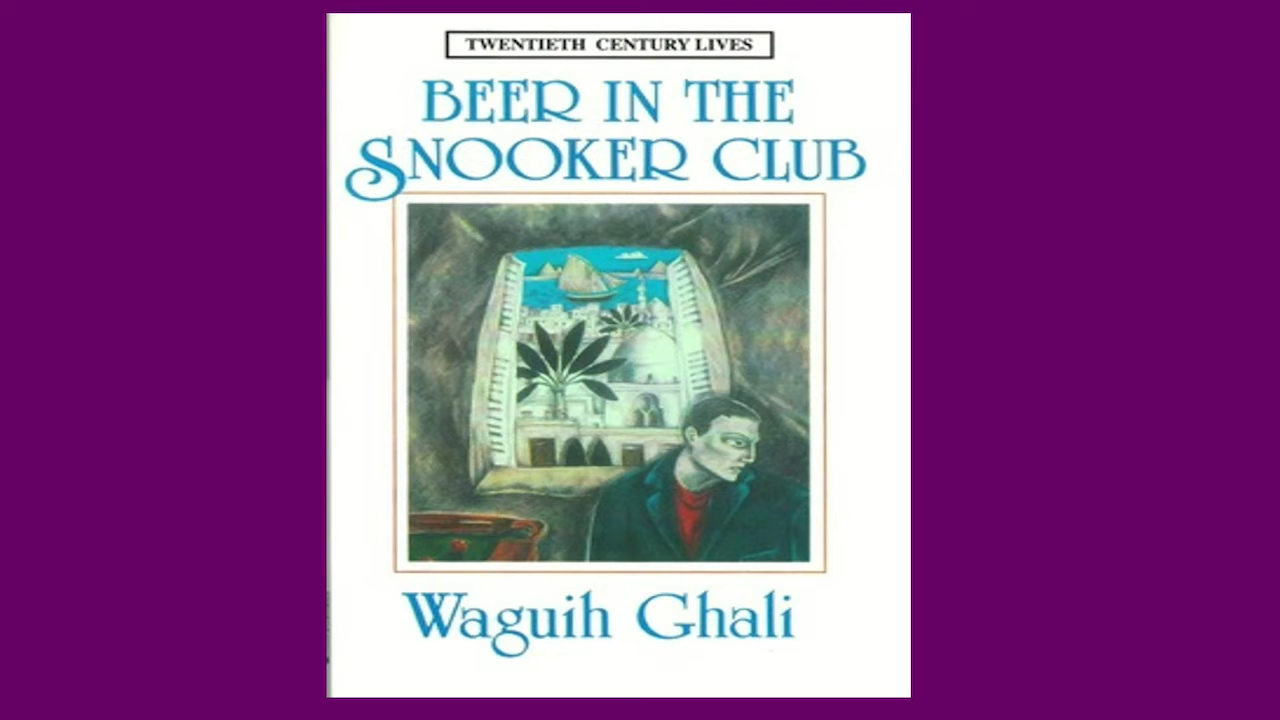 TWENTIETH CENTURY LIVES
BEER IN THE
SNOOKER CLUB
Waguih Ghali